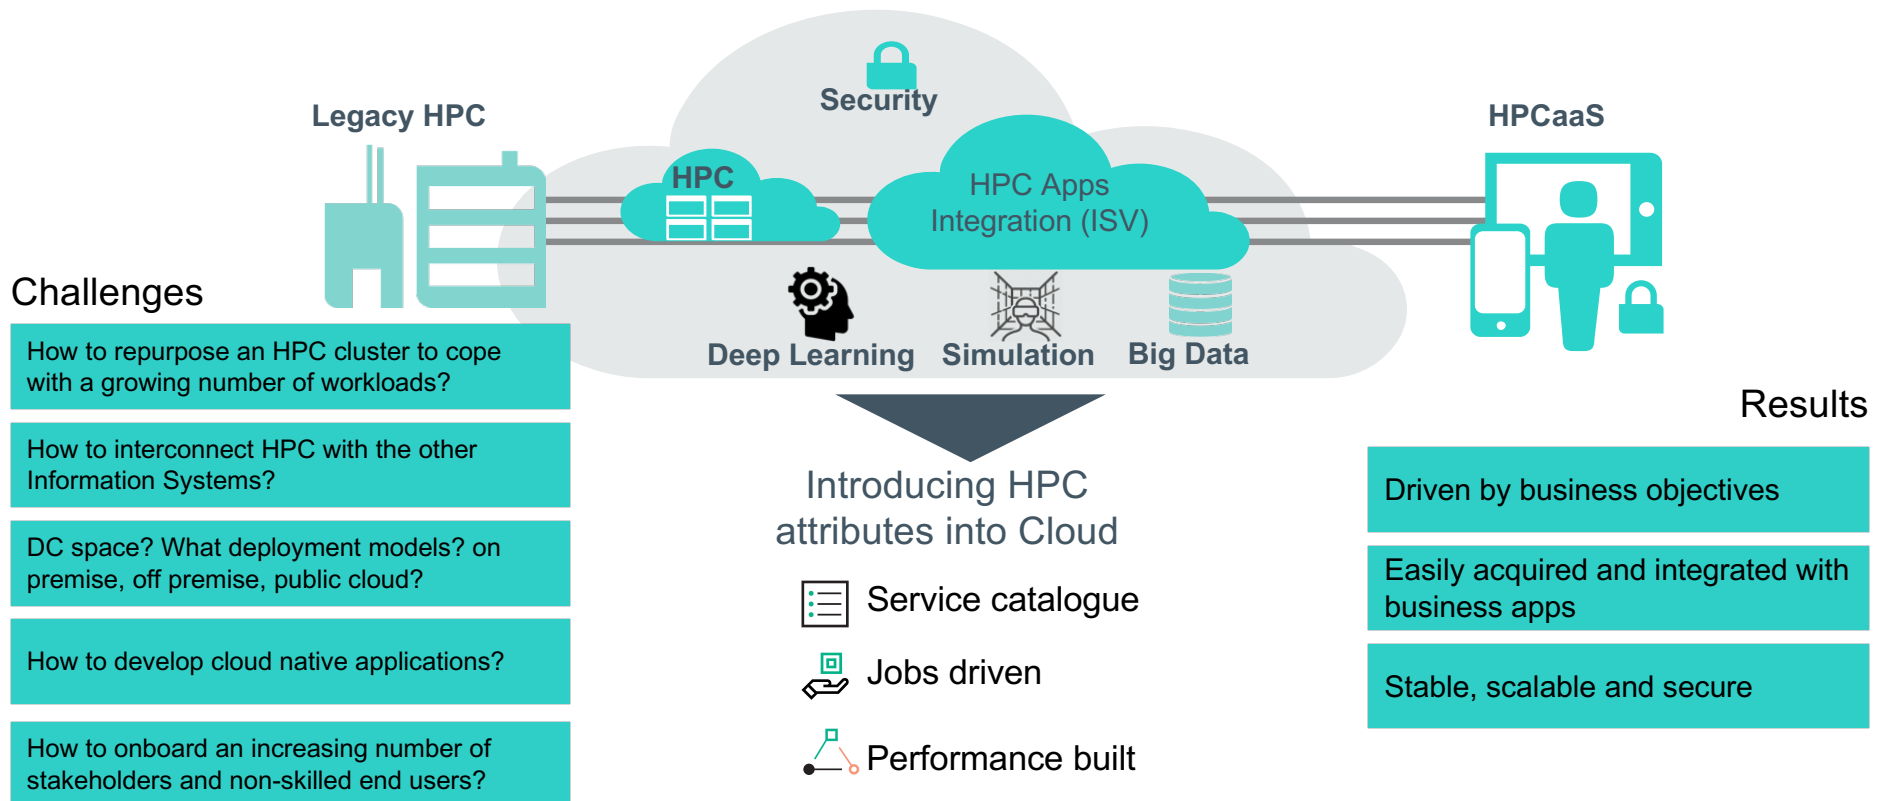 Security
Legacy HPC
HPCaaS
HPC
HPC Apps
Integration (ISV)
Deep Learning
Simulation
Big Data
Challenges
How to repurpose an HPC cluster to cope
with a growing number of workloads?
How to interconnect HPC with the other
Information Systems?
DC space? What deployment models? on
premise, off premise, public cloud?
How to develop cloud native applications?
How to onboard an increasing number of
stakeholders and non-skilled end users?
Introducing HPC
attributes into Cloud
Service catalogue
Jobs driven
Performance built
Results
Driven by business objectives
Easily acquired and integrated with
business apps
Stable, scalable and secure